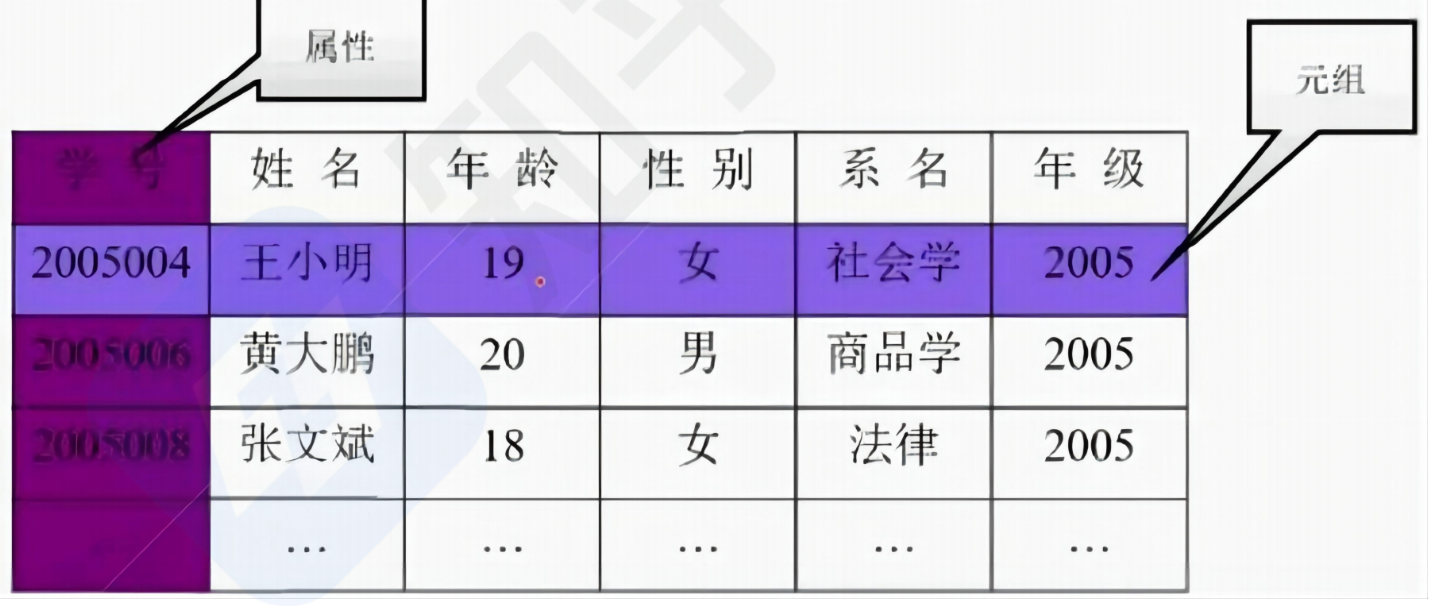 属性
元组
学 号 姓 名 年 龄 性 别 系 名 年 级
2005004 王小明 19 女 社会学 2005
2005006 黄大鹏 20 男 商品学 2005
2005008 张文斌 18 女 法律 2005
… … … … …
知乎